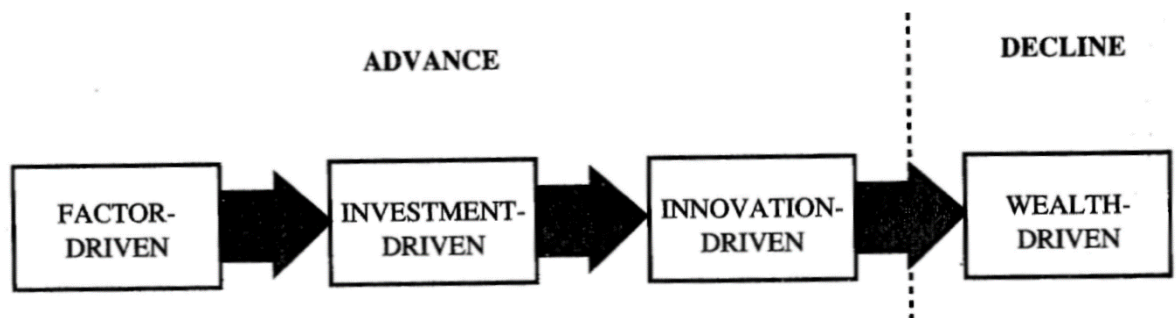 ADVANCE
DECLINE
FACTOR-
DRIVEN
INVESTMENT-
DRIVEN
INNOVATION-
DRIVEN
WEALTH-
DRIVEN